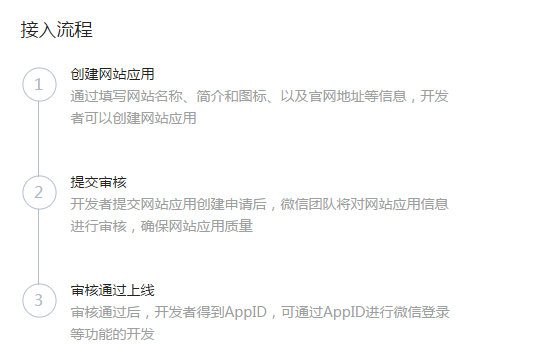 接入流程
1
创建网站应用
通过填写网站名称、简介和图标、以及官网地址等信息，开发
者可以创建网站应用
2
提交审核
开发者提交网站应用创建申请后，微信团队将对网站应用信息
进行审核，确保网站应用质量
3
审核通过上线
审核通过后，开发者得到AppID，可通过AppID进行微信登录
等功能的开发